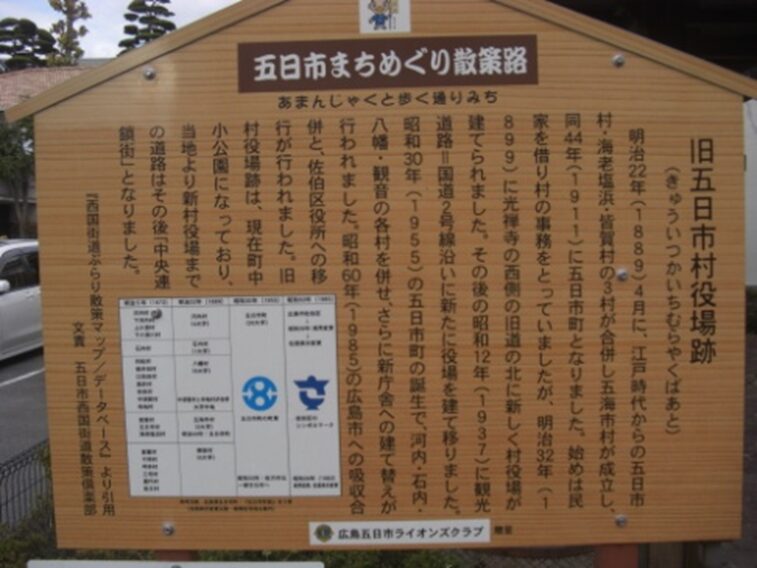 五日市まちめぐり散策路
あまんじゃくと歩く通りみち
旧五日市村役場跡
(きゅういつかいちむらやくばあと)
明治22年(1889)4月に、江戸時代からの五日市
村・海老塩浜、皆賀村の3村が合併し五海市村が成立し、
同44年(1911)に五日市町となりました。始めは民
家を借り村の事務をとっていましたが、明治32年(1
899)に光禅寺の西側の旧道の北に新しく村役場が
建てられました。その後の昭和12年(1937)に観光
道路=国道2号線沿いに新たに役場を建て移りました。
昭和30年(1955)の五日市町の誕生で、河内・石内・
八幡・観音の各村を併せ、さらに新庁舎への建て替えが
行われました。昭和60年(1985)の広島市への吸収合
併と、佐伯区役所への移
行が行われました。旧
村役場跡は、現在町中
小公園になっており、
当地より新村役場まで
の道路はその後「中央連
鎖街」となりました。
『西国街道ぶらり散策マップ/データベース』より引用
文責 五日市西国街道散策倶楽部
広島五日市ライオンズクラブ 贈呈